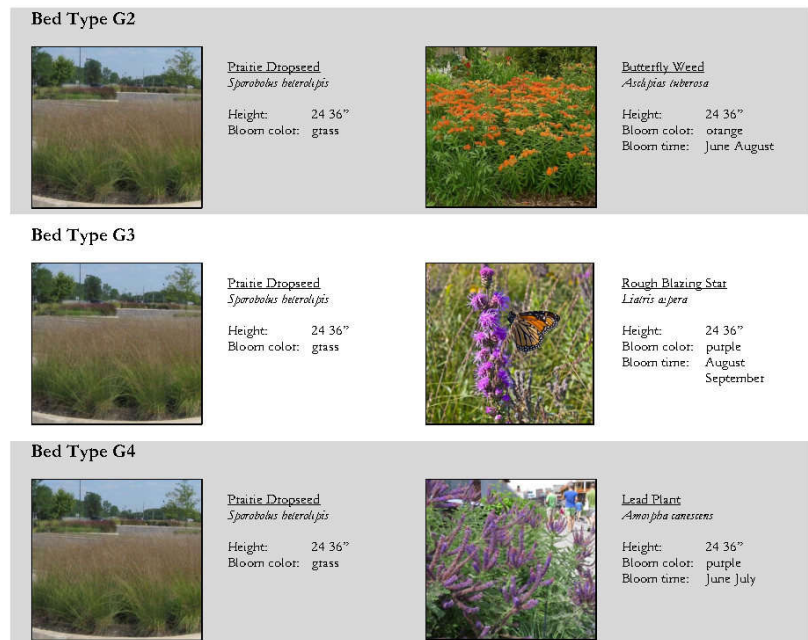 Bed Type G2
Prairie Dropseed
Sporobolus heterolepis
Height: 24 36”
Bloom color: grass
Butterfly Weed
Asclepias tuberosa
Height: 24 36”
Bloom color: orange
Bloom time: June August
Bed Type G3
Prairie Dropseed
Sporobolus heterolepis
Height: 24 36”
Bloom color: grass
Rough Blazing Star
Liatris aspera
Height: 24 36”
Bloom color: purple
Bloom time: August
September
Bed Type G4
Prairie Dropseed
Sporobolus heterolepis
Height: 24 36”
Bloom color: grass
Lead Plant
Amorpha canescens
Height: 24 36”
Bloom color: purple
Bloom time: June July